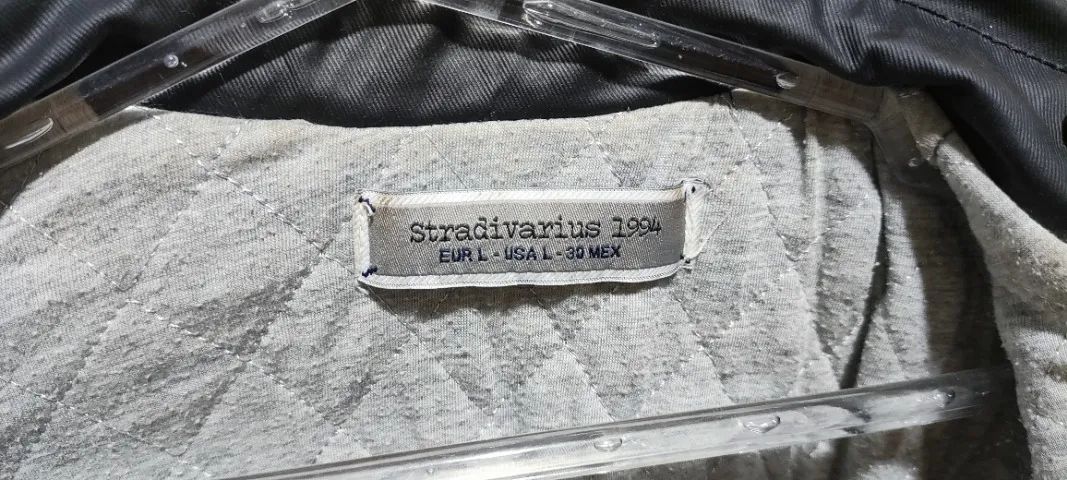 Stradivarius 1994
EUR L - USA L - 30 MEX